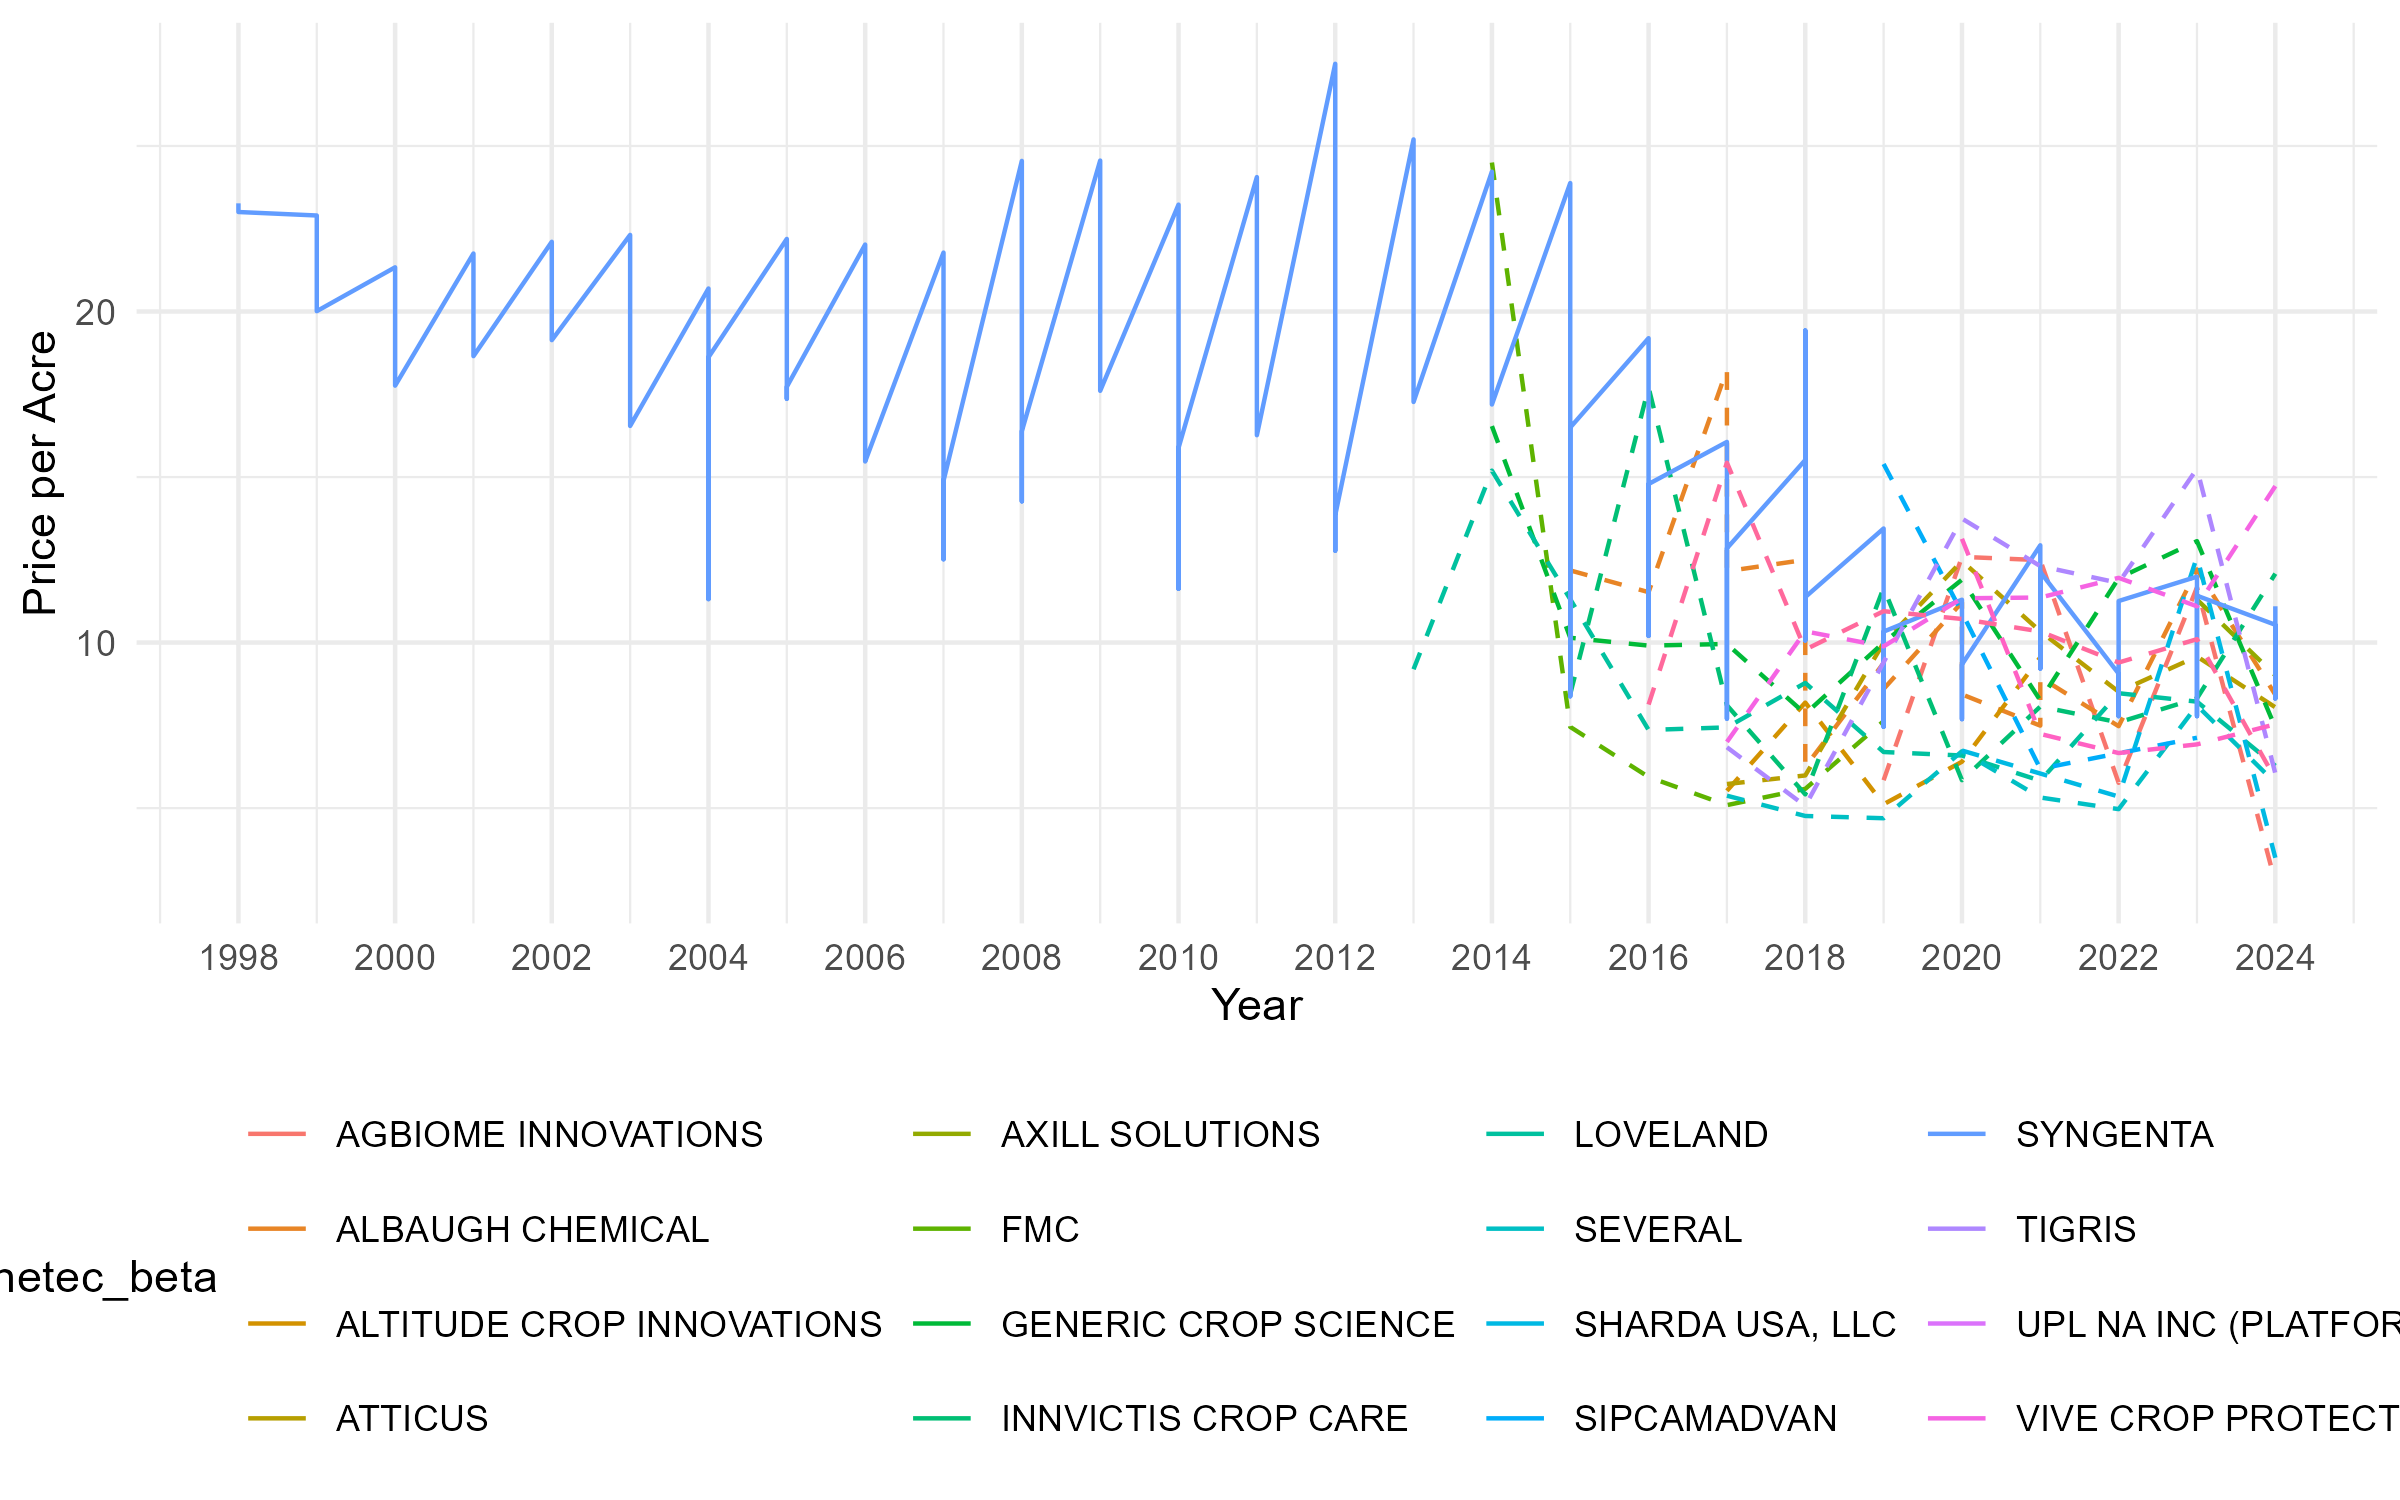 20
10
Price per Acre
1998 2000 2002 2004 2006 2008 2010 2012 2014 2016 2018 2020 2022 2024
Year
AGBIOME INNOVATIONS AXILL SOLUTIONS LOVELAND SYNGENTA
ALBAUGH CHEMICAL FMC SEVERAL TIGRIS
netec_beta
ALTITUDE CROP INNOVATIONS GENERIC CROP SCIENCE SHARDA USA, LLC UPL NA INC (PLATFOR
ATTICUS INNVICTIS CROP CARE SIPCAMADVAN VIVE CROP PROTECT